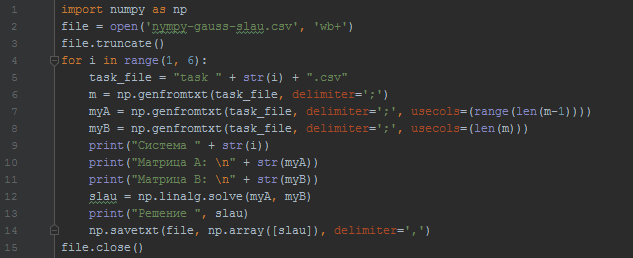 1 import numpy as np
2 file = open('nympy-gauss-slau.csv', 'wb+')
3 file.truncate()
4 for i in range(1, 6):
5     task_file = "task " + str(i) + ".csv"
6     m = np.genfromtxt(task_file, delimiter=';')
7     myA = np.genfromtxt(task_file, delimiter=';', usecols=(range(len(m-1))))
8     myB = np.genfromtxt(task_file, delimiter=';', usecols=(len(m)))
9     print("Система " + str(i))
10     print("Матрица A: \n" + str(myA))
11     print("Матрица B: \n" + str(myB))
12     slau = np.linalg.solve(myA, myB)
13     print("Решение ", slau)
14     np.savetxt(file, np.array([slau]), delimiter=',')
15 file.close()